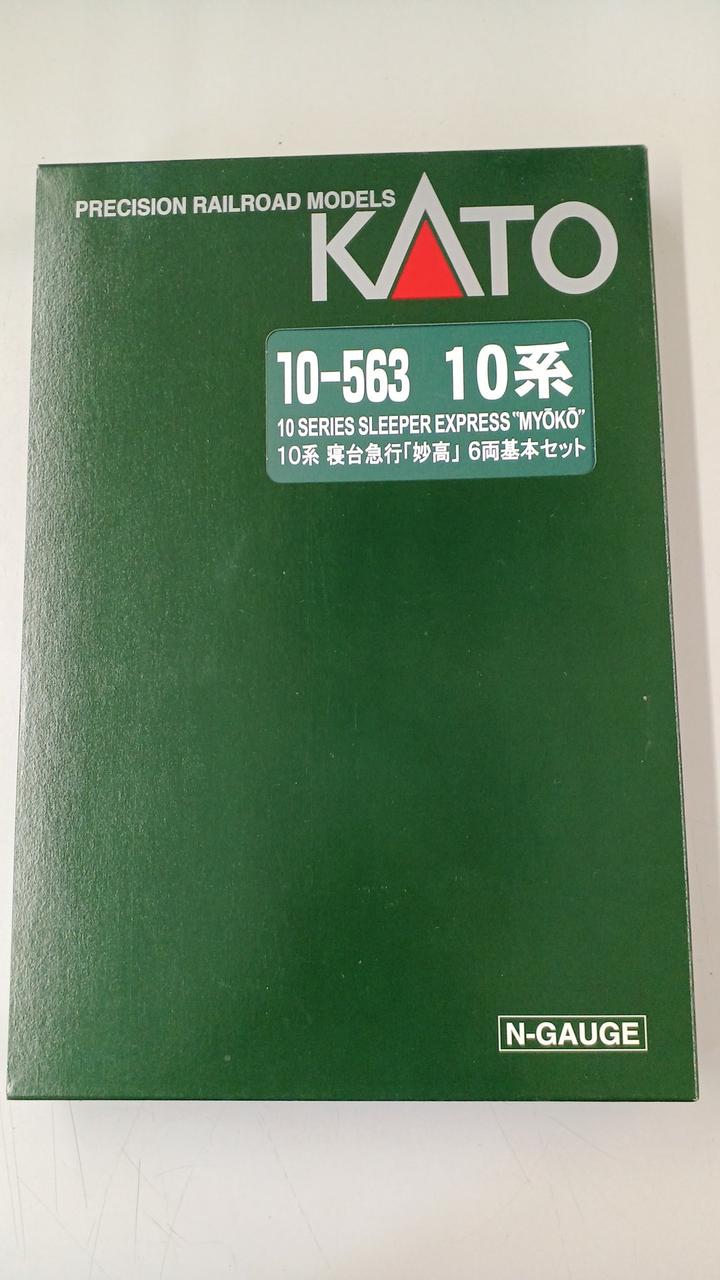 PRECISION RAILROAD MODELS
KATO
10-563 10系
10 SERIES SLEEPER EXPRESS "MYŌKŌ"
10系 寝台急行「妙高」 6両基本セット
N-GAUGE